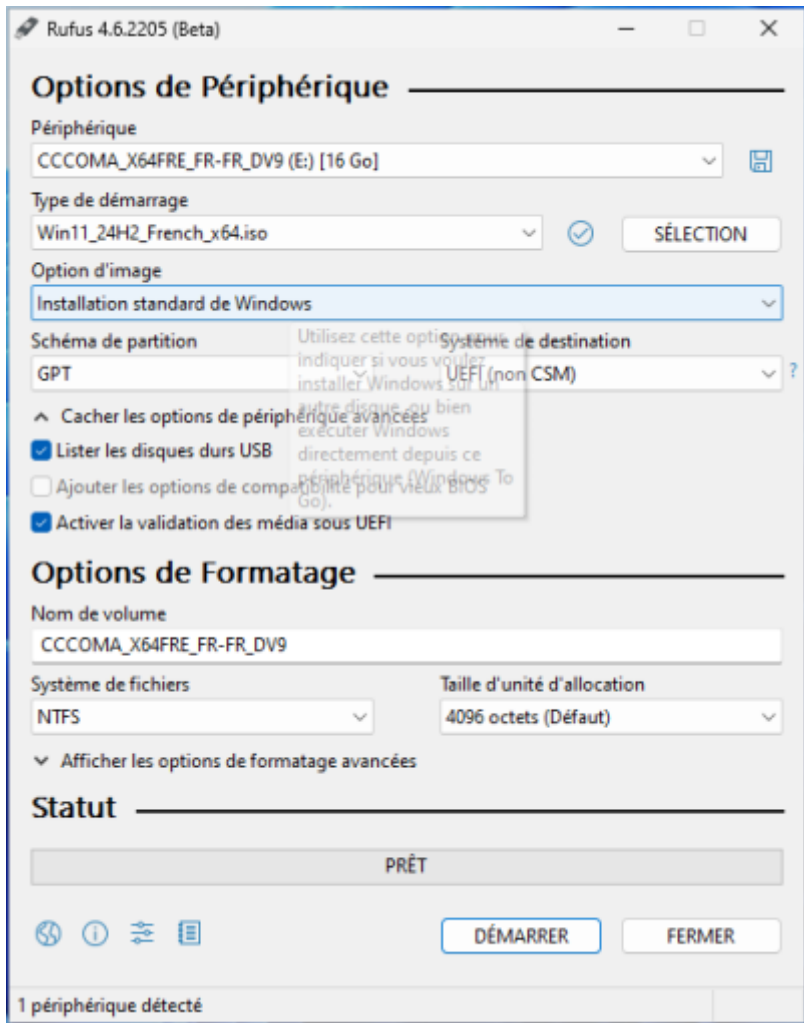 Rufus 4.6.2205 (Beta)
Options de Périphérique
Périphérique
CCCOMA_X64FRE_FR-FR_DV9 (E:) [16 Go]
Type de démarrage
Win11_24H2_French_x64.iso
SÉLECTION
Option d'image
Installation standard de Windows
Schéma de partition
Système de destination
GPT
UEFI (non CSM)
?
Utilisez cette option pour
indiquer si vous voulez
installer Windows sur un
autre disque, ou bien
exécuter Windows
directement depuis ce
périphérique (Windows To
Go).
Cacher les options de périphérique avancées
Lister les disques durs USB
Ajouter les options de compatibilité pour vieux BIOS
Activer la validation des média sous UEFI
Options de Formatage
Nom de volume
CCCOMA_X64FRE_FR-FR_DV9
Système de fichiers
Taille d'unité d'allocation
NTFS
4096 octets (Défaut)
Afficher les options de formatage avancées
Statut
PRÊT
DÉMARRER
FERMER
1 périphérique détecté